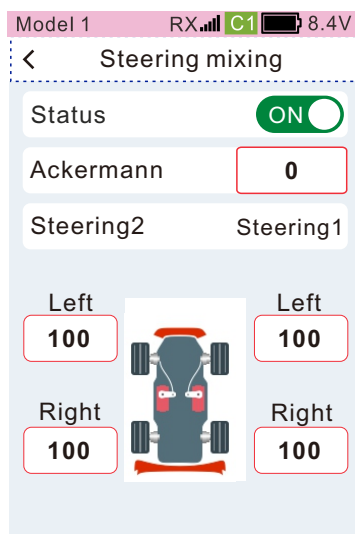 Model 1 RX C1 8.4V
< Steering mixing
Status ON
Ackermann 0
Steering2 Steering1
Left Left
100 100
Right Right
100 100